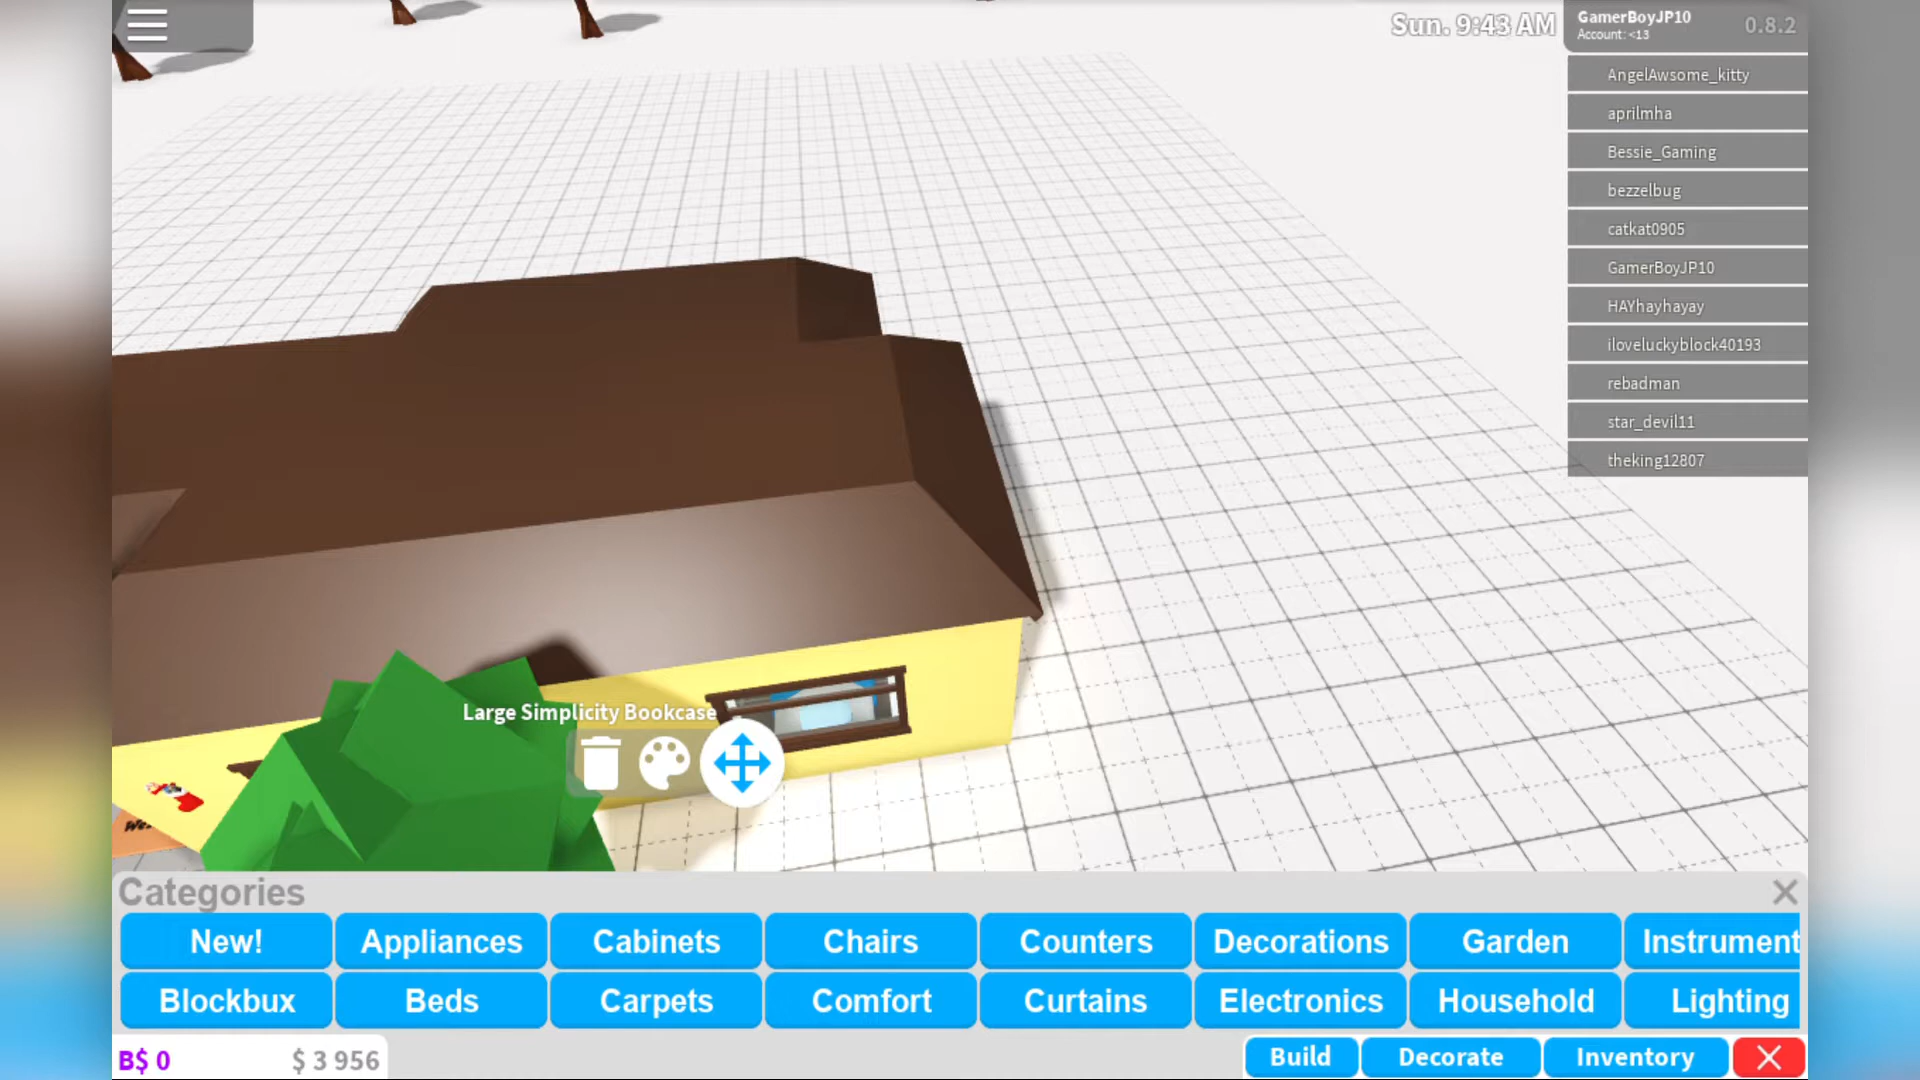 Sun. 9:43 AM
GamerBoyJP10
Account: <13
0.8.2
AngelAwsome_kitty
aprilmha
Bessie_Gaming
bezzelbug
catkat0905
GamerBoyJP10
HAYhayhayay
iloveluckyblock40193
rebadman
star_devil11
theking12807
Large Simplicity Bookcase
Categories
New! Appliances Cabinets Chairs Counters Decorations Garden Instrument
Blockbux Beds Carpets Comfort Curtains Electronics Household Lighting
B$ 0 $ 3 956
Build Decorate Inventory